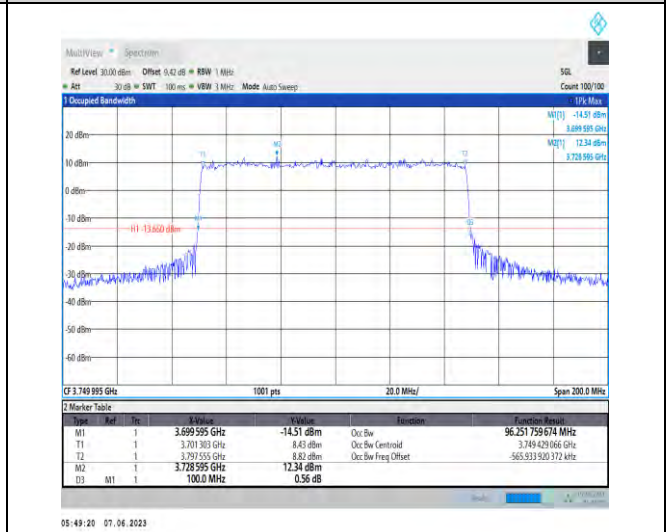 MultiView Spectrum
Ref Level 30.00 dBm Offset 0.42 dB RBW 1 MHz SGL
Att 30 dB SWT 100 ms VBW 3 MHz Mode Auto Sweep Count 100/100
1 Occupied Bandwidth 1Pk Max
M1[1] -14.51 dBm
3.699 595 GHz
M2[1] 12.34 dBm
3.728 595 GHz
20 dBm
M2
T1 T2
10 dBm
0 dBm
-10 dBm
H1 -13.660 dBm
-20 dBm
-30 dBm
-40 dBm
-50 dBm
-60 dBm
CF 3.749 995 GHz 1001 pts 20.0 MHz/ Span 200.0 MHz
2 Marker Table
Type Ref Trc X-Value Y-Value Function Function Result
M1 1 3.699 595 GHz -14.51 dBm Occ Bw 96.251 759 674 MHz
T1 1 3.701 303 GHz 8.43 dBm Occ Bw Centroid 3.749 429 066 GHz
T2 1 3.797 555 GHz 8.82 dBm Occ Bw Freq Offset -565.933 920 372 kHz
M2 1 3.728 595 GHz 12.34 dBm
D3 M1 1 100.0 MHz 0.56 dB
05:49:20 07.06.2023